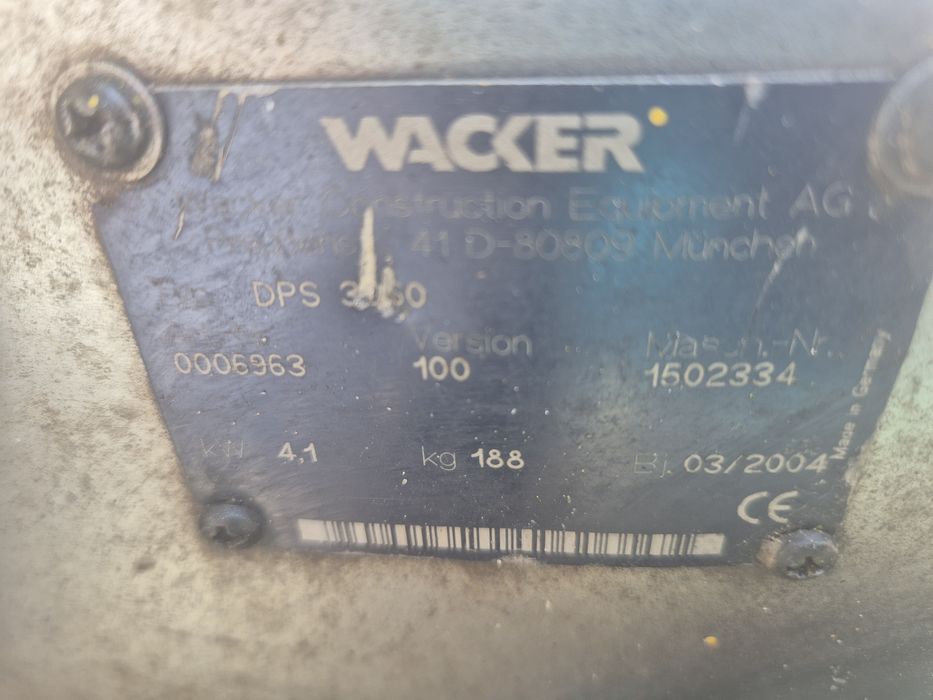 WACKER
Wacker Construction Equipment AG
41 D-80809 München
DPS
0006963
Version
100
Masch.-Nr.
1502334
kW 4,1 kg 188 Bj. 03/2004
Made in Germany
CE